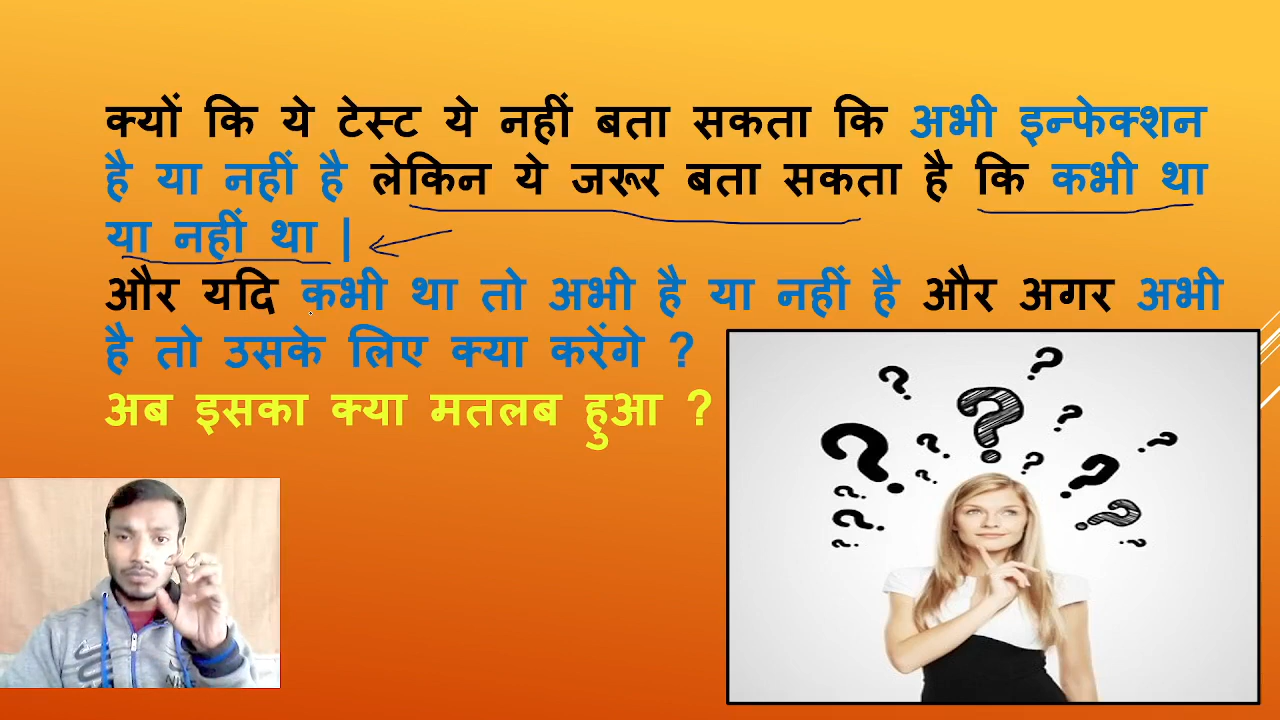 क्यों कि ये टेस्ट ये नहीं बता सकता कि अभी इन्फेक्शन
है या नहीं है लेकिन ये जरूर बता सकता है कि कभी था
या नहीं था |
और यदि कभी था तो अभी है या नहीं है और अगर अभी
है तो उसके लिए क्या करेंगे ?
अब इसका क्या मतलब हुआ ?